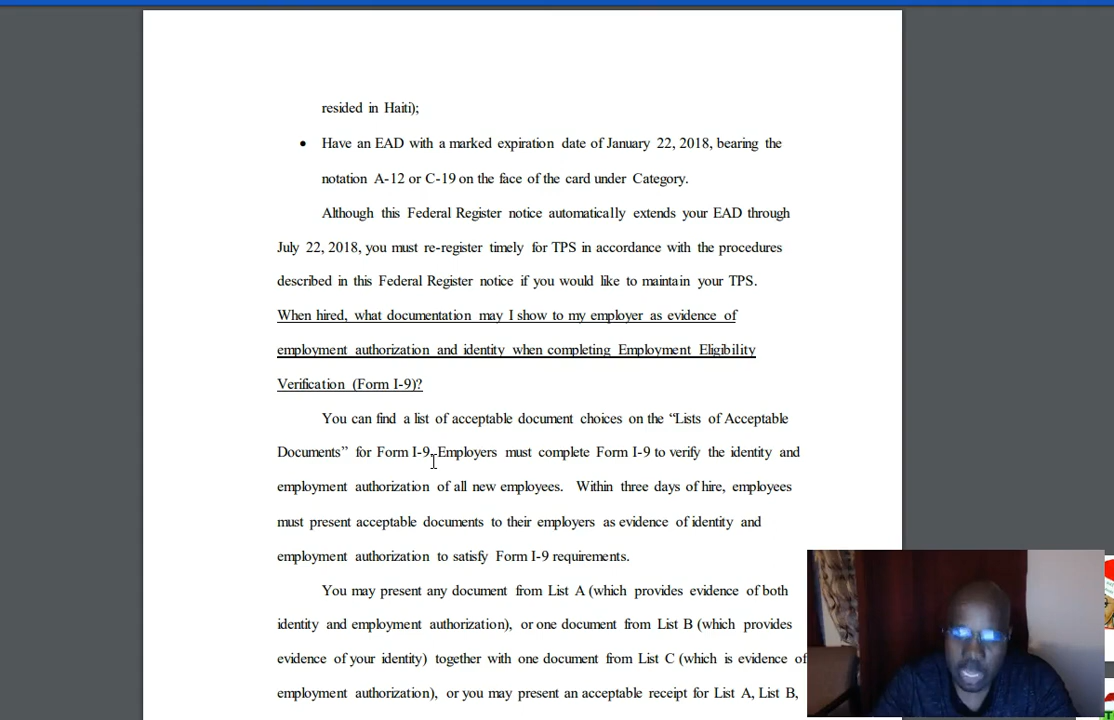 resided in Haiti);
• Have an EAD with a marked expiration date of January 22, 2018, bearing the
notation A-12 or C-19 on the face of the card under Category.
Although this Federal Register notice automatically extends your EAD through
July 22, 2018, you must re-register timely for TPS in accordance with the procedures
described in this Federal Register notice if you would like to maintain your TPS.
When hired, what documentation may I show to my employer as evidence of
employment authorization and identity when completing Employment Eligibility
Verification (Form I-9)?
You can find a list of acceptable document choices on the “Lists of Acceptable
Documents” for Form I-9. Employers must complete Form I-9 to verify the identity and
employment authorization of all new employees. Within three days of hire, employees
must present acceptable documents to their employers as evidence of identity and
employment authorization to satisfy Form I-9 requirements.
You may present any document from List A (which provides evidence of both
identity and employment authorization), or one document from List B (which provides
evidence of your identity) together with one document from List C (which is evidence of
employment authorization), or you may present an acceptable receipt for List A, List B,